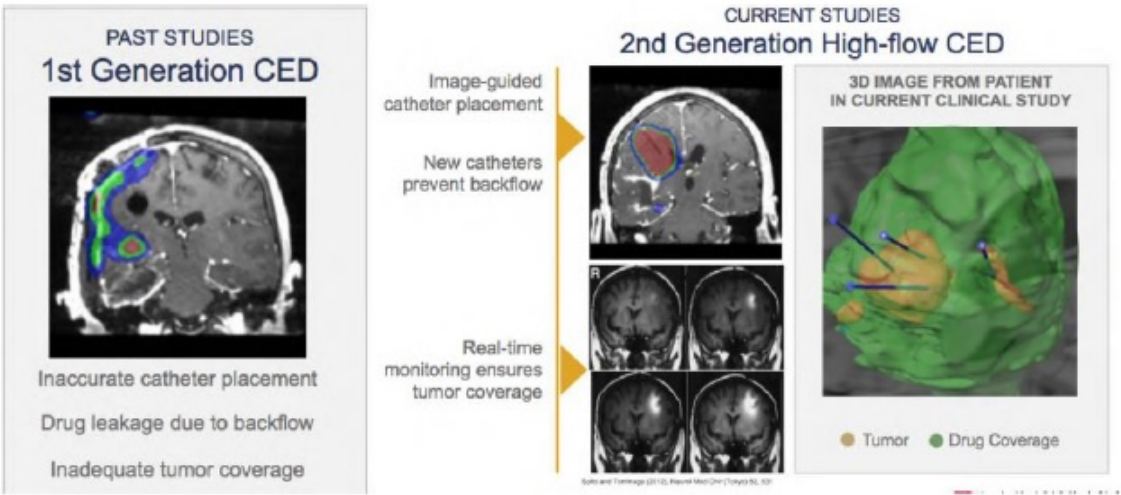 PAST STUDIES
1st Generation CED
Inaccurate catheter placement
Drug leakage due to backflow
Inadequate tumor coverage
CURRENT STUDIES
2nd Generation High-flow CED
Image-guided
catheter placement
New catheters
prevent backflow
Real-time
monitoring ensures
tumor coverage
R
3D IMAGE FROM PATIENT
IN CURRENT CLINICAL STUDY
Tumor
Drug Coverage